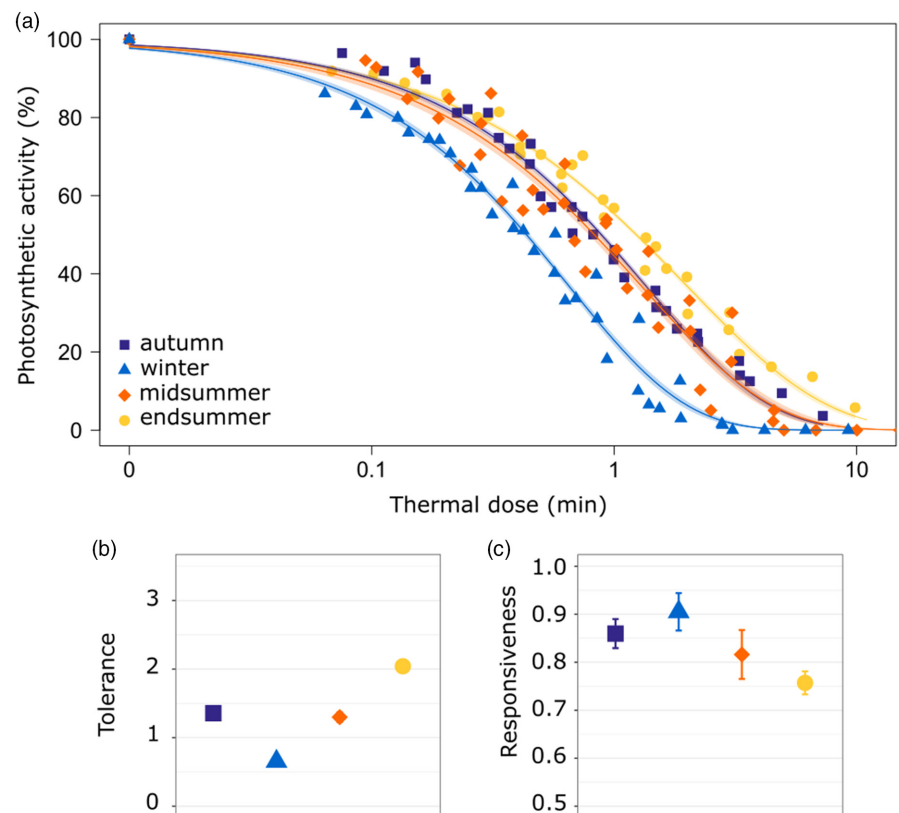 (a)
Photosynthetic activity (%)
100
80
60
40
20
0
autumn
winter
midsummer
endsummer
0 0.1 1 10
Thermal dose (min)
(b)
Tolerance
3
2
1
0
(c)
Responsiveness
1.0
0.9
0.8
0.7
0.6
0.5